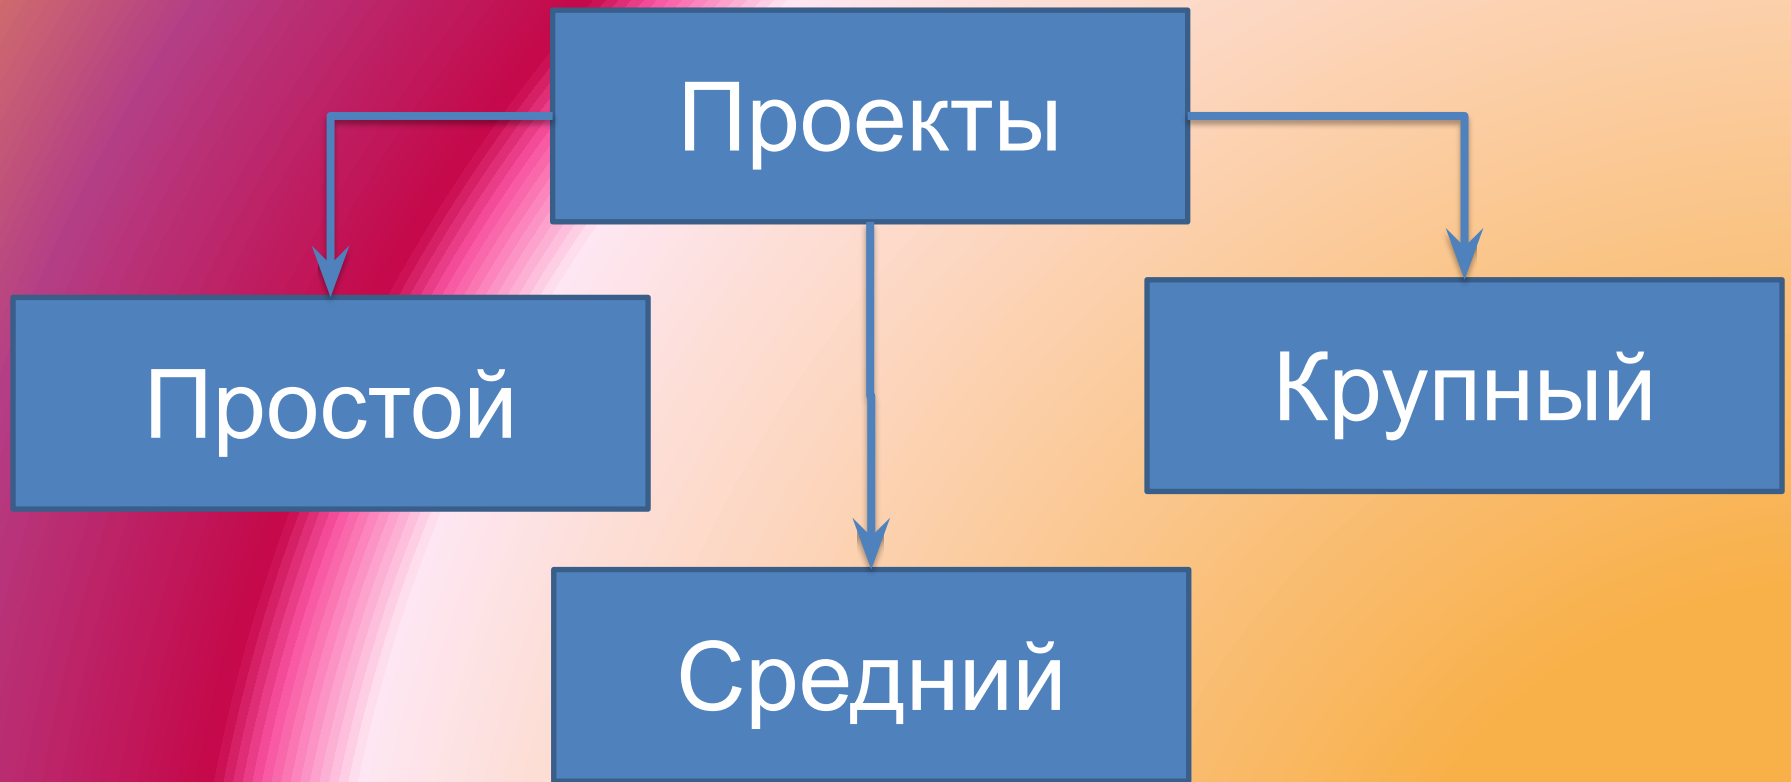 Проекты
Простой
Крупный
Средний